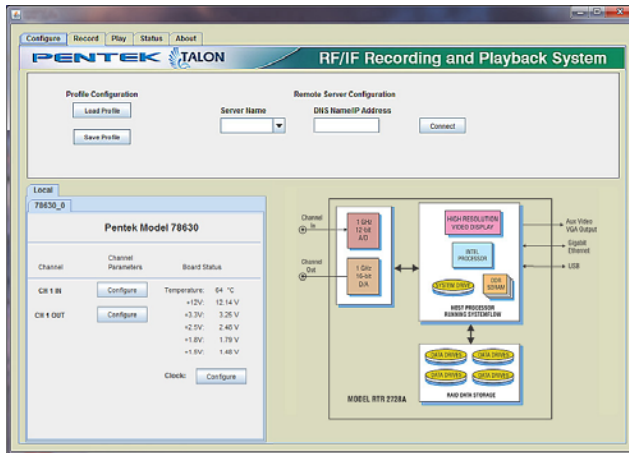 Configure Record Play Status About
PENTEK TALON RF/IF Recording and Playback System
Profile Configuration
Load Profile
Save Profile
Remote Server Configuration
Server Name DNS Name/IP Address
Connect
Local
78630_0
Pentek Model 78630
Channel Channel Parameters Board Status
CH 1 IN Configure Temperature: 64 °C
+12V: 12.14 V
CH 1 OUT Configure +3.3V: 3.25 V
+2.5V: 2.48 V
+1.8V: 1.79 V
+1.5V: 1.48 V
Clock: Configure
Channel In
1 GHz
12-bit
A/D
Channel Out
1 GHz
16-bit
D/A
HIGH RESOLUTION
VIDEO DISPLAY
INTEL
PROCESSOR
SYSTEM DRIVE
DDR
SDRAM
HOST PROCESSOR
RUNNING SYSTEMFLOW
Aux Video
VGA Output
Gigabit
Ethernet
USB
DATA DRIVES DATA DRIVES
DATA DRIVES DATA DRIVES
RAID DATA STORAGE
MODEL RTR 2728A